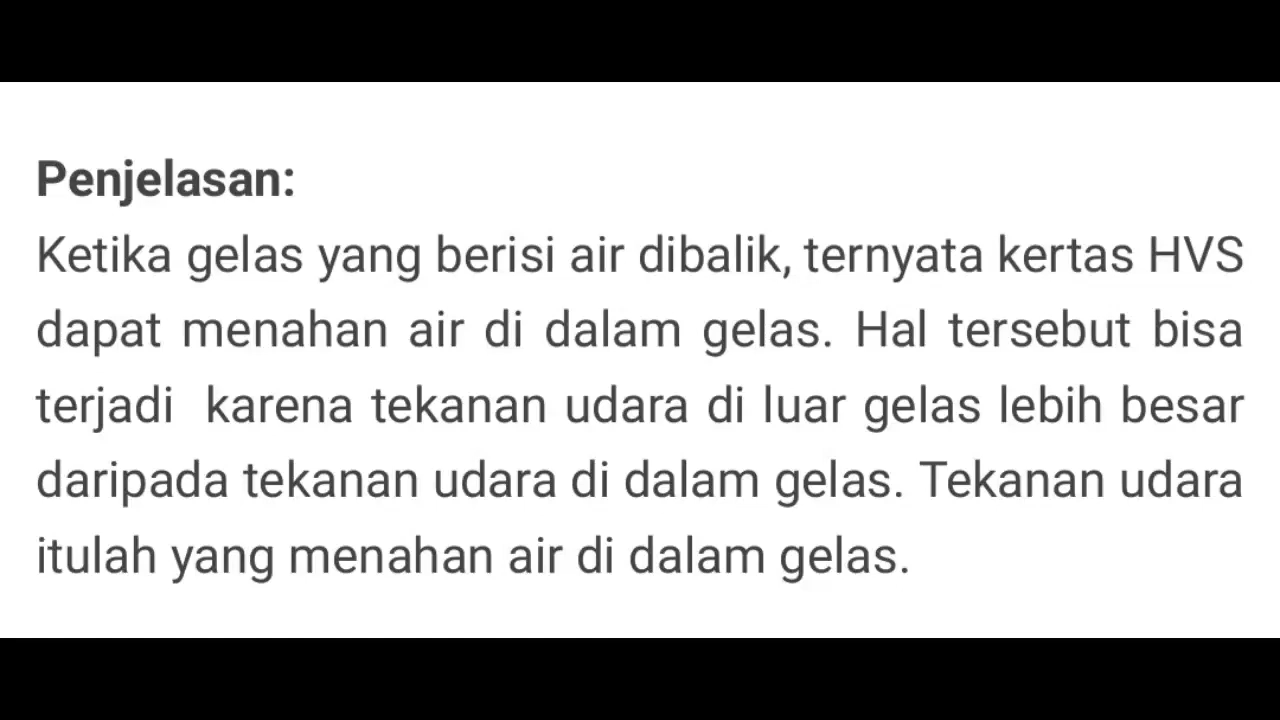 Penjelasan:
Ketika gelas yang berisi air dibalik, ternyata kertas HVS
dapat menahan air di dalam gelas. Hal tersebut bisa
terjadi karena tekanan udara di luar gelas lebih besar
daripada tekanan udara di dalam gelas. Tekanan udara
itulah yang menahan air di dalam gelas.